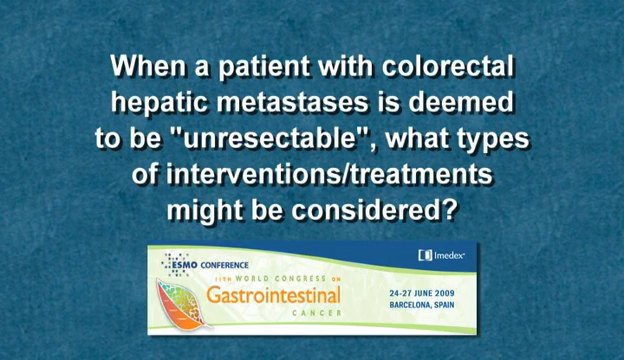 When a patient with colorectal
hepatic metastases is deemed
to be "unresectable", what types
of interventions/treatments
might be considered?
ESMO CONFERENCE
Imedex®
11TH WORLD CONGRESS ON
Gastrointestinal
CANCER
24-27 JUNE 2009
BARCELONA, SPAIN